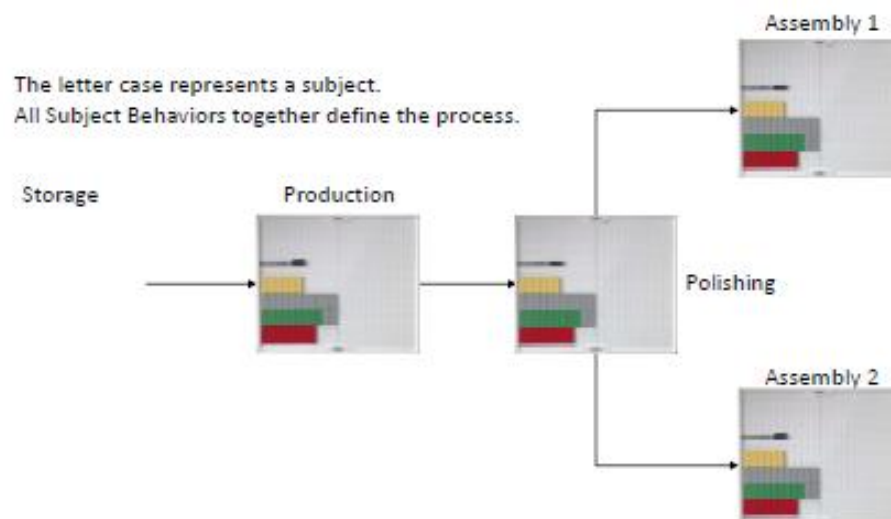 Assembly 1
The letter case represents a subject.
All Subject Behaviors together define the process.
Storage
Production
Polishing
Assembly 2